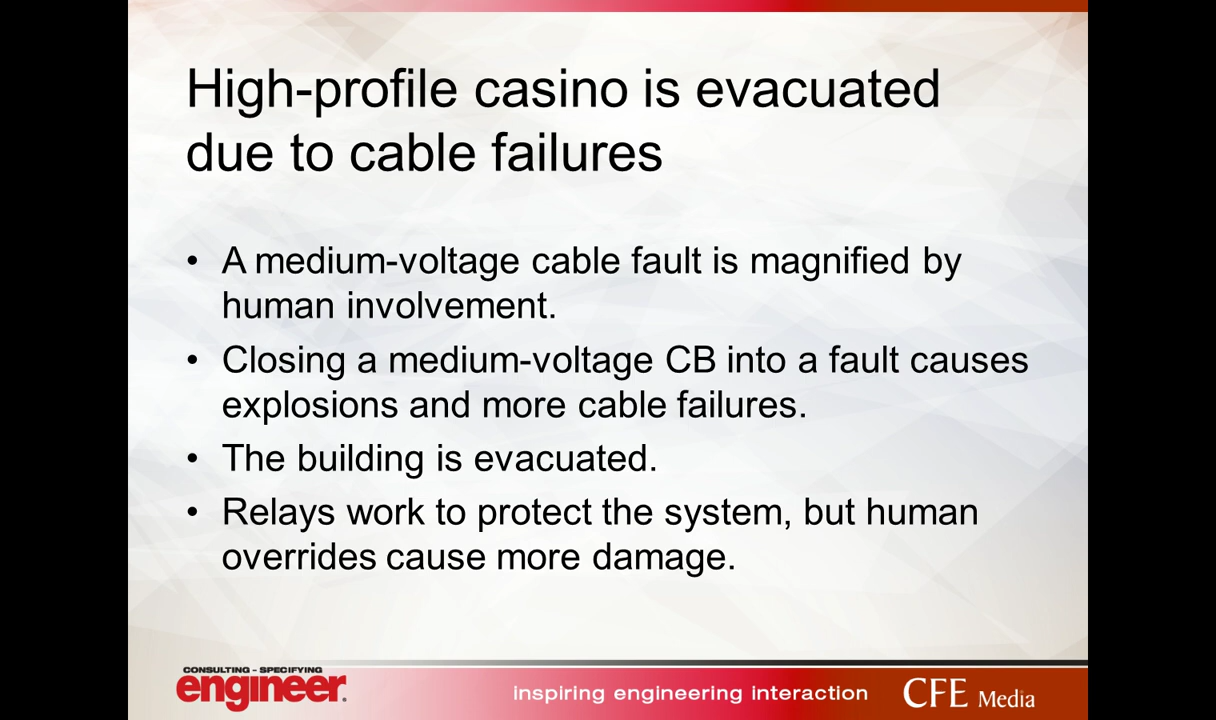 High-profile casino is evacuated
due to cable failures
• A medium-voltage cable fault is magnified by
human involvement.
• Closing a medium-voltage CB into a fault causes
explosions and more cable failures.
• The building is evacuated.
• Relays work to protect the system, but human
overrides cause more damage.
CONSULTING - SPECIFYING
engineer.
inspiring engineering interaction
CFE Media